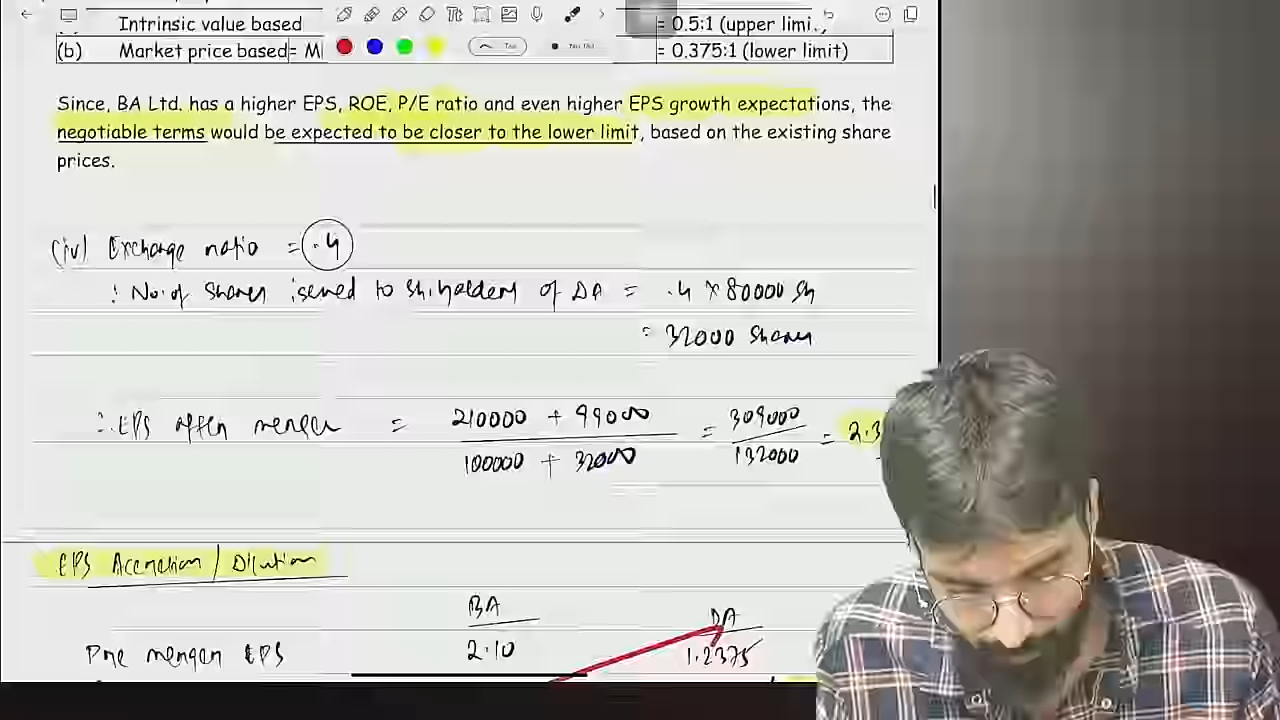 Intrinsic value based = 0.5:1 (upper limi
(b) Market price based = M = 0.375:1 (lower limit)
Since, BA Ltd. has a higher EPS, ROE, P/E ratio and even higher EPS growth expectations, the
negotiable terms would be expected to be closer to the lower limit, based on the existing share
prices.
(iv) Exchange ratio = .4
∴ No. of shares issued to sh.holders of DA = .4 × 80000 sh
= 32000 shares
∴ EPS after merger = 210000 + 99000 / 100000 + 32000 = 309000 / 132000 = 2.3
EPS Accretion / Dilution
BA DA
Pre merger EPS 2.10 1.2375